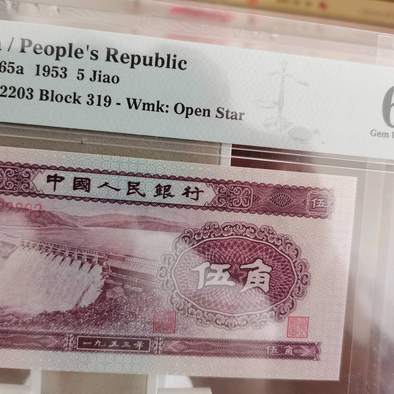 / People's Republic
65a 1953 5 Jiao
2203 Block 319 - Wmk: Open Star
6
Gem
中國人民銀行
伍
伍角
一九五三年
伍角